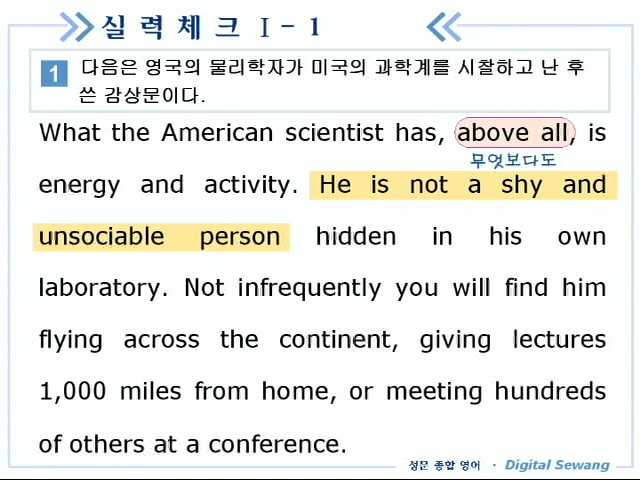 실력체크 I-1
1 다음은 영국의 물리학자가 미국의 과학계를 시찰하고 난 후
쓴 감상문이다.
What the American scientist has, above all, is
무엇보다도
energy and activity. He is not a shy and
unsociable person hidden in his own
laboratory. Not infrequently you will find him
flying across the continent, giving lectures
1,000 miles from home, or meeting hundreds
of others at a conference.
정문 종합 영어 · Digital Sewang